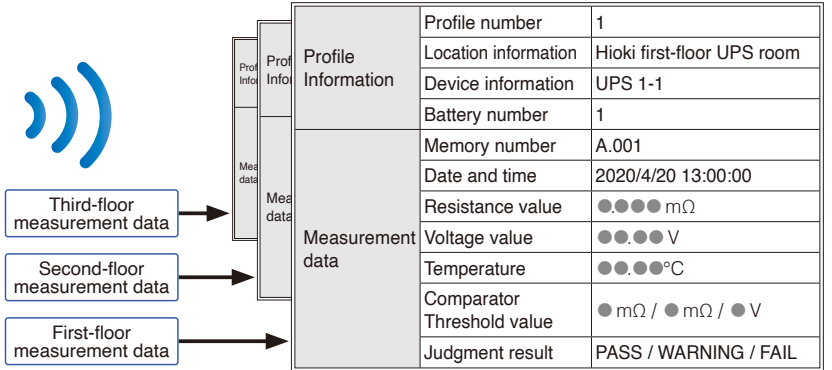 Profile Information
Profile number 1
Location information Hioki first-floor UPS room
Device information UPS 1-1
Battery number 1
Measurement data
Memory number A.001
Date and time 2020/4/20 13:00:00
Resistance value ●.●●● mΩ
Voltage value ●●.●● V
Temperature ●●.●●°C
Comparator
Threshold value ● mΩ / ● mΩ / ● V
Judgment result PASS / WARNING / FAIL
Prof
Infor
Mea
data
Prof
Infor
Mea
data
Third-floor
measurement data
Second-floor
measurement data
First-floor
measurement data